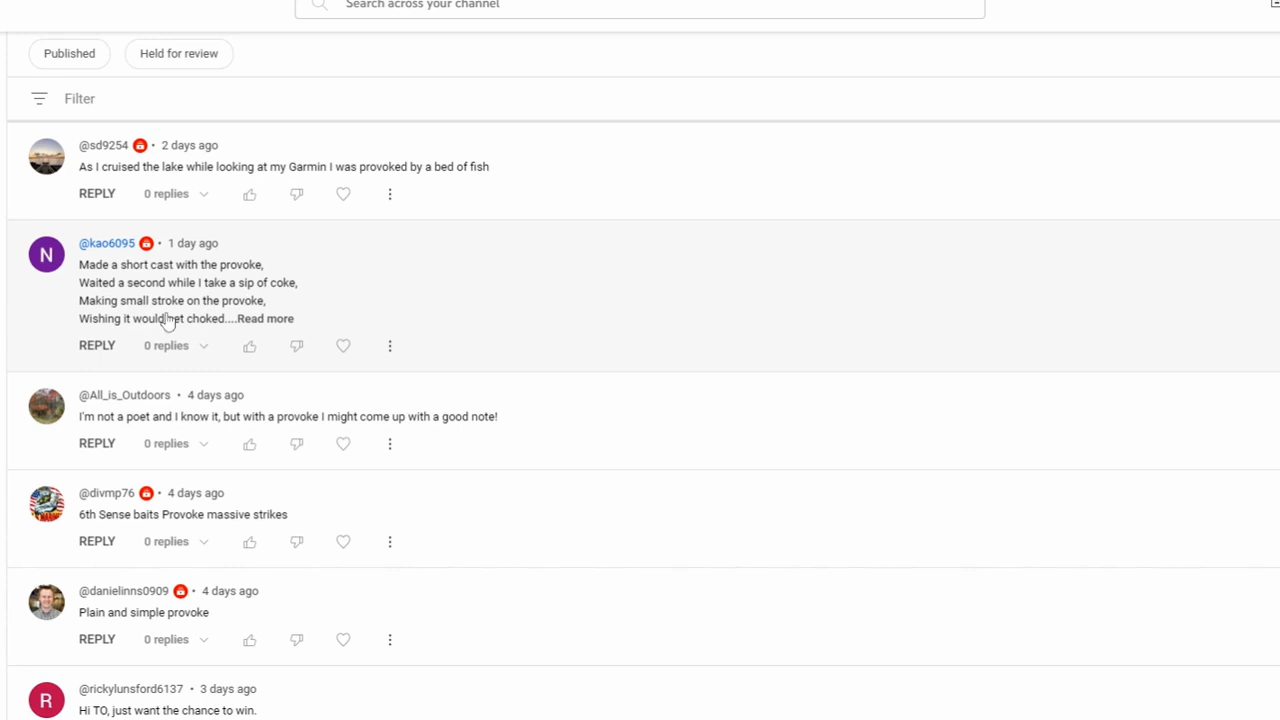 Search across your channel
Published
Held for review
Filter
@sd9254 • 2 days ago
As I cruised the lake while looking at my Garmin I was provoked by a bed of fish
REPLY 0 replies
N
@kao6095 • 1 day ago
Made a short cast with the provoke,
Waited a second while I take a sip of coke,
Making small stroke on the provoke,
Wishing it would get choked....Read more
REPLY 0 replies
@All_is_Outdoors • 4 days ago
I'm not a poet and I know it, but with a provoke I might come up with a good note!
REPLY 0 replies
@divmp76 • 4 days ago
6th Sense baits Provoke massive strikes
REPLY 0 replies
@danielinns0909 • 4 days ago
Plain and simple provoke
REPLY 0 replies
R
@rickylunsford6137 • 3 days ago
Hi TO, just want the chance to win.